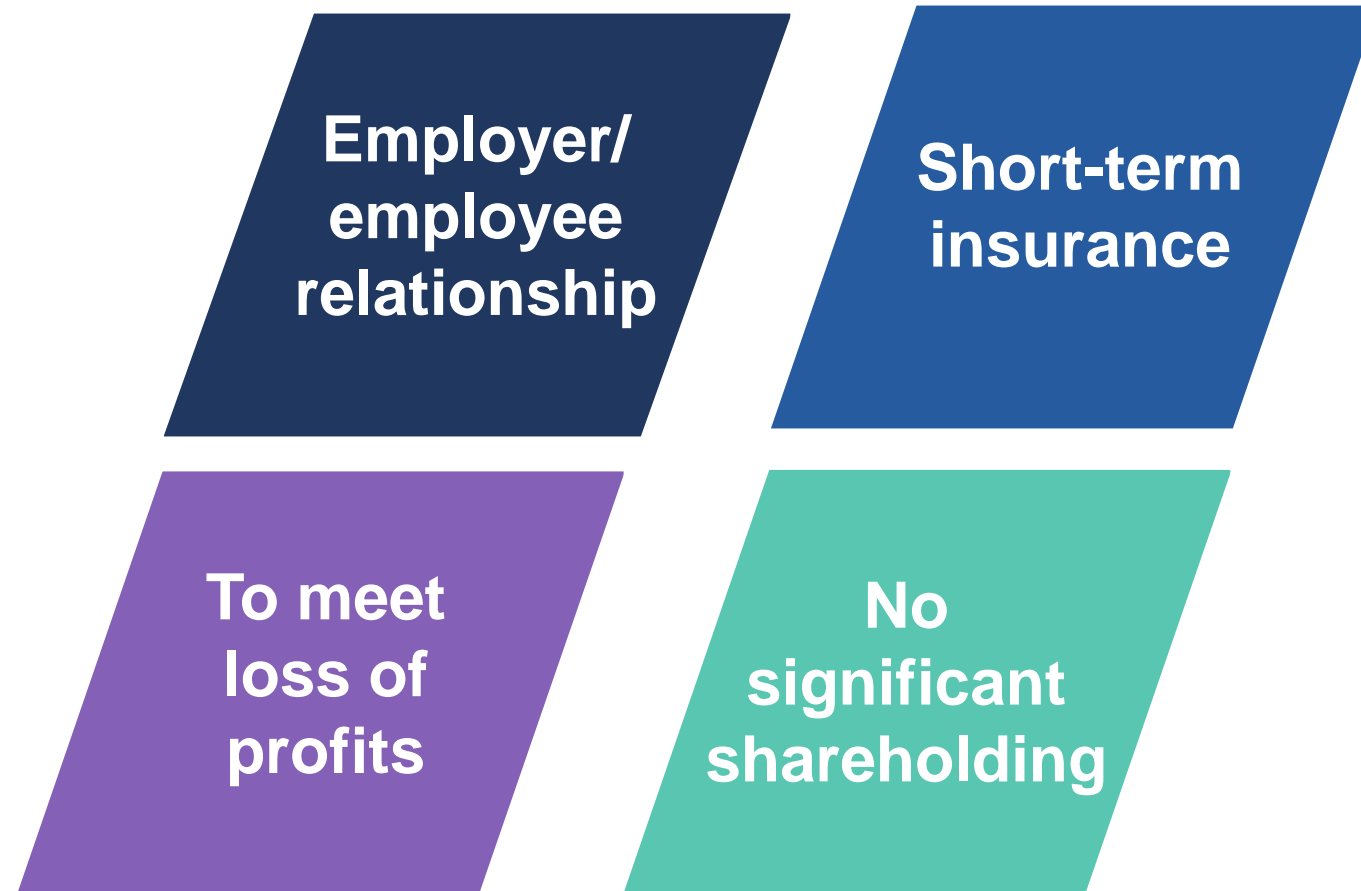 Employer/
employee
relationship
Short-term
insurance
To meet
loss of
profits
No
significant
shareholding